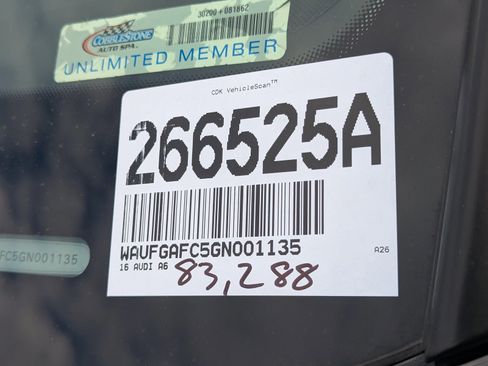 30200+081862
COBBLESTONE
AUTO SPA.
UNLIMITED MEMBER
CDK VehicleScan™
266525A
WAUFGAFC5GN001135
A26
16 AUDI A6
83,288
FC5GN001135